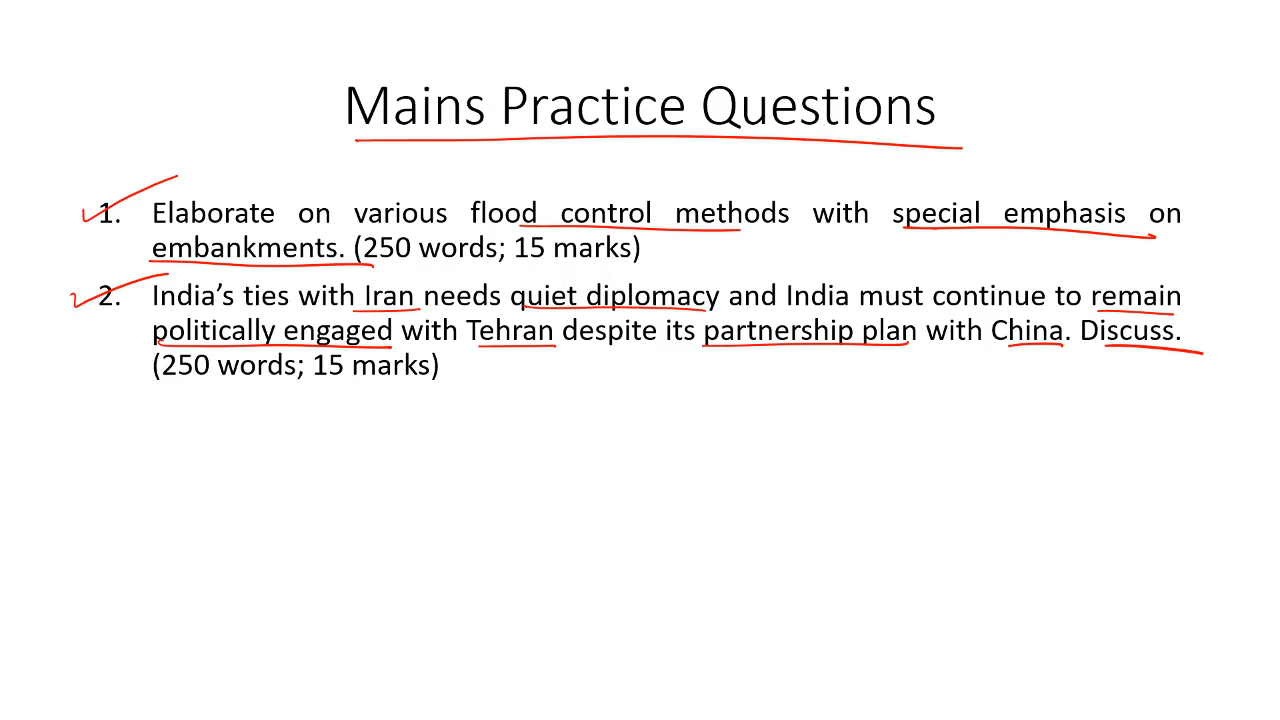 Mains Practice Questions
1. Elaborate on various flood control methods with special emphasis on
embankments. (250 words; 15 marks)
2. India’s ties with Iran needs quiet diplomacy and India must continue to remain
politically engaged with Tehran despite its partnership plan with China. Discuss.
(250 words; 15 marks)